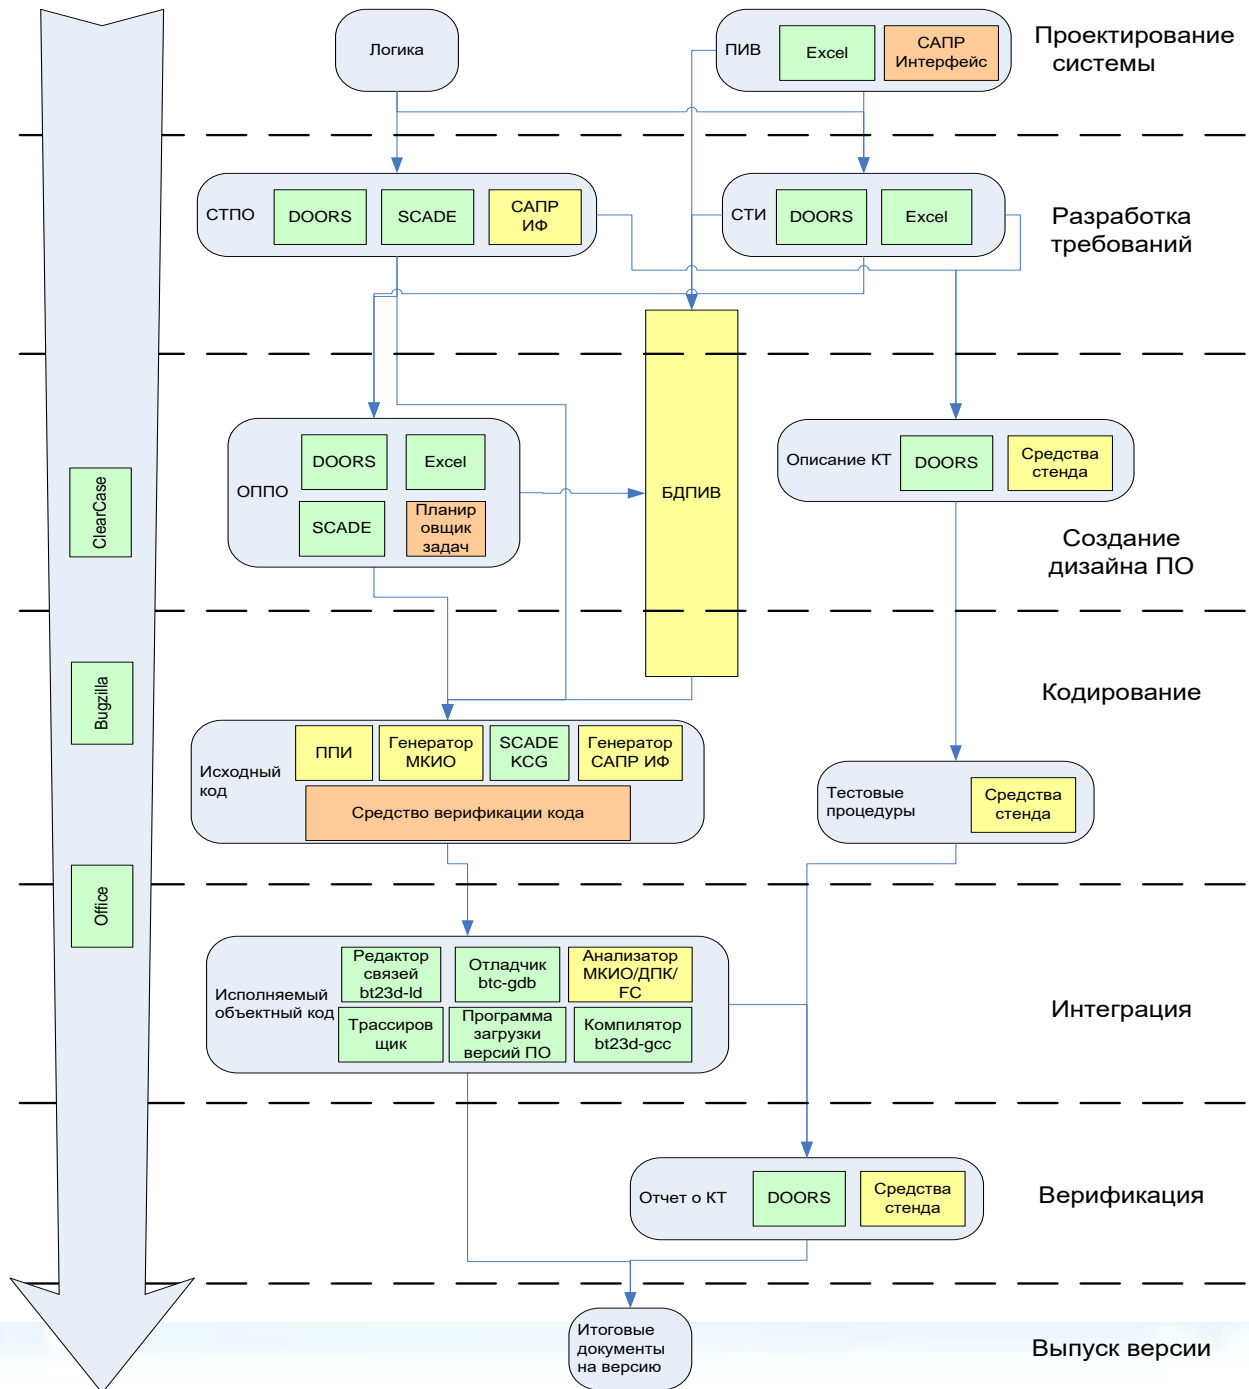 Логика
ПИВ
Excel
САПР
Интерфейс
Проектирование
системы
СТПО
DOORS
SCADE
САПР
ИФ
СТИ
DOORS
Excel
Разработка
требований
ОППО
DOORS
Excel
SCADE
Планир
овщик
задач
БДПИВ
Описание КТ
DOORS
Средства
стенда
Создание
дизайна ПО
ClearCase
Bugzilla
Office
Кодирование
Исходный
код
ППИ
Генератор
МКИО
SCADE
KCG
Генератор
САПР ИФ
Средство верификации кода
Тестовые
процедуры
Средства
стенда
Исполняемый
объектный код
Редактор
связей
bt23d-ld
Отладчик
btc-gdb
Анализатор
МКИО/ДПК/
FC
Трассиров
щик
Программа
загрузки
версий ПО
Компилятор
bt23d-gcc
Интеграция
Отчет о КТ
DOORS
Средства
стенда
Верификация
Итоговые
документы
на версию
Выпуск версии